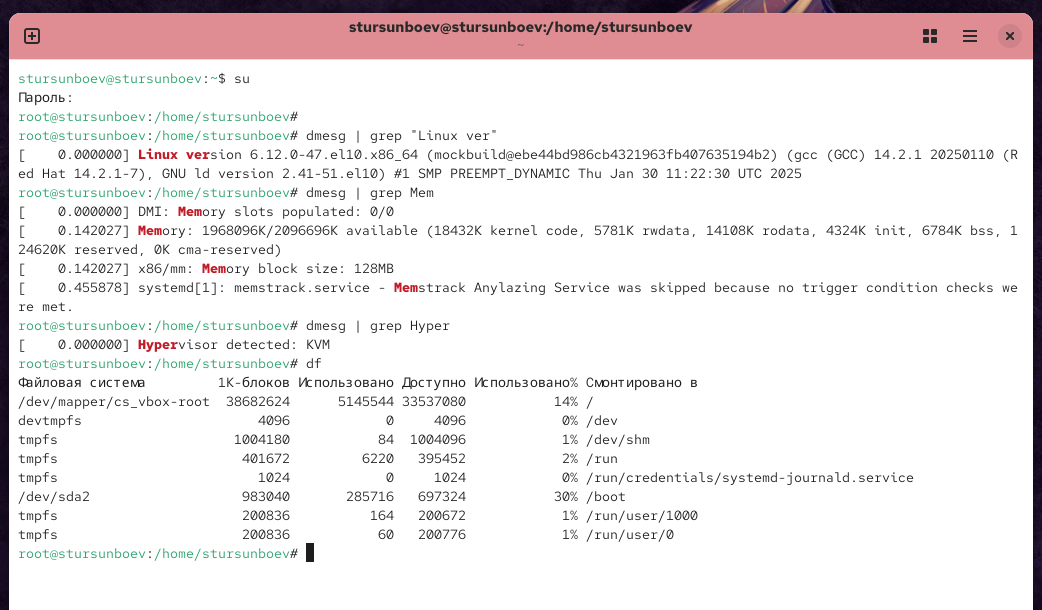 stursunboev@stursunboev:/home/stursunboev
~
stursunboev@stursunboev:~$ su
Пароль:
root@stursunboev:/home/stursunboev#
root@stursunboev:/home/stursunboev# dmesg | grep "Linux ver"
[    0.000000] Linux version 6.12.0-47.el10.x86_64 (mockbuild@ebe44bd986cb4321963fb407635194b2) (gcc (GCC) 14.2.1 20250110 (R
ed Hat 14.2.1-7), GNU ld version 2.41-51.el10) #1 SMP PREEMPT_DYNAMIC Thu Jan 30 11:22:30 UTC 2025
root@stursunboev:/home/stursunboev# dmesg | grep Mem
[    0.000000] DMI: Memory slots populated: 0/0
[    0.142027] Memory: 1968096K/2096696K available (18432K kernel code, 5781K rwdata, 14108K rodata, 4324K init, 6784K bss, 1
24620K reserved, 0K cma-reserved)
[    0.142027] x86/mm: Memory block size: 128MB
[    0.455878] systemd[1]: memstrack.service - Memstrack Anylazing Service was skipped because no trigger condition checks we
re met.
root@stursunboev:/home/stursunboev# dmesg | grep Hyper
[    0.000000] Hypervisor detected: KVM
root@stursunboev:/home/stursunboev# df
Файловая система         1K-блоков Использовано Доступно Использовано% Смонтировано в
/dev/mapper/cs_vbox-root  38682624      5145544 33537080           14% /
devtmpfs                      4096            0     4096            0% /dev
tmpfs                      1004180           84  1004096            1% /dev/shm
tmpfs                       401672         6220   395452            2% /run
tmpfs                         1024            0     1024            0% /run/credentials/systemd-journald.service
/dev/sda2                   983040       285716   697324           30% /boot
tmpfs                       200836          164   200672            1% /run/user/1000
tmpfs                       200836           60   200776            1% /run/user/0
root@stursunboev:/home/stursunboev#